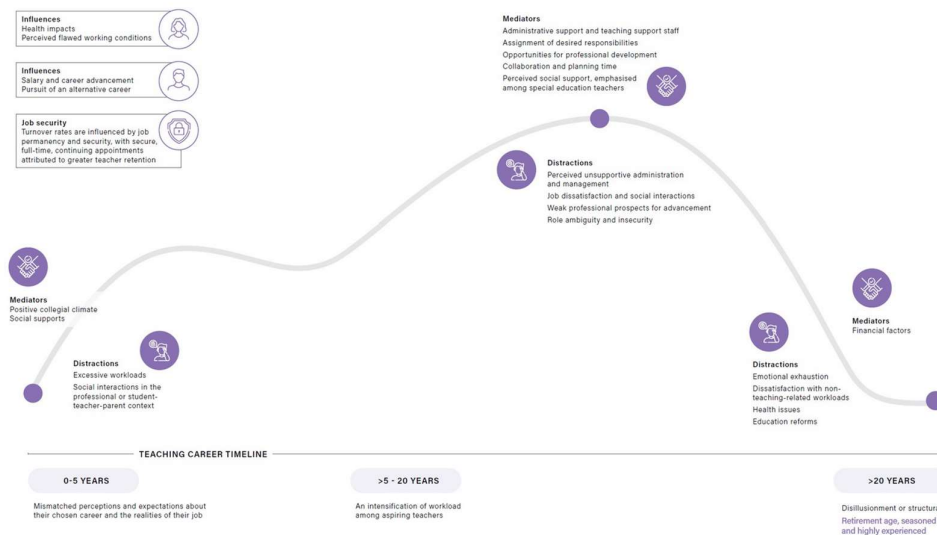 Influences
Health impacts
Perceived flawed working conditions
Influences
Salary and career advancement
Pursuit of an alternative career
Job security
Turnover rates are influenced by job
permanency and security, with secure,
full-time, continuing appointments
attributed to greater teacher retention
Mediators
Administrative support and teaching support staff
Assignment of desired responsibilities
Opportunities for professional development
Collaboration and planning time
Perceived social support, emphasised
among special education teachers
Distractions
Perceived unsupportive administration
and management
Job dissatisfaction and social interactions
Weak professional prospects for advancement
Role ambiguity and insecurity
Mediators
Positive collegial climate
Social supports
Distractions
Excessive workloads
Social interactions in the
professional or student-
teacher-parent context
Mediators
Financial factors
Distractions
Emotional exhaustion
Dissatisfaction with non-
teaching-related workloads
Health issues
Education reforms
TEACHING CAREER TIMELINE
0-5 YEARS
Mismatched perceptions and expectations about
their chosen career and the realities of their job
>5 - 20 YEARS
An intensification of workload
among aspiring teachers
>20 YEARS
Disillusionment or
Retirement age, seasoned
and highly experienced